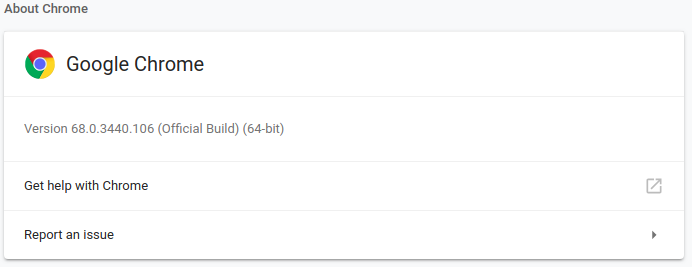 About Chrome
Google Chrome
Version 68.0.3440.106 (Official Build) (64-bit)
Get help with Chrome
Report an issue